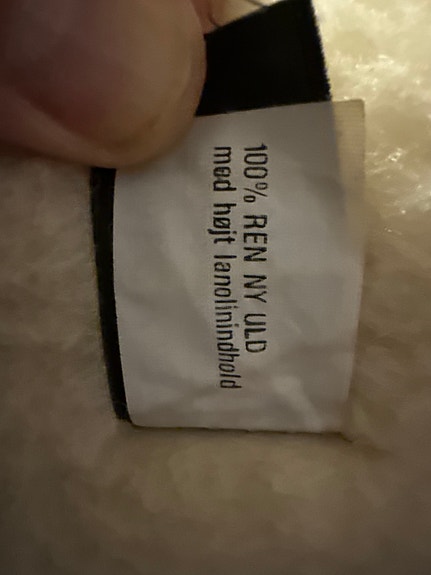 100% REN NY ULD
med højt lanolinindhold